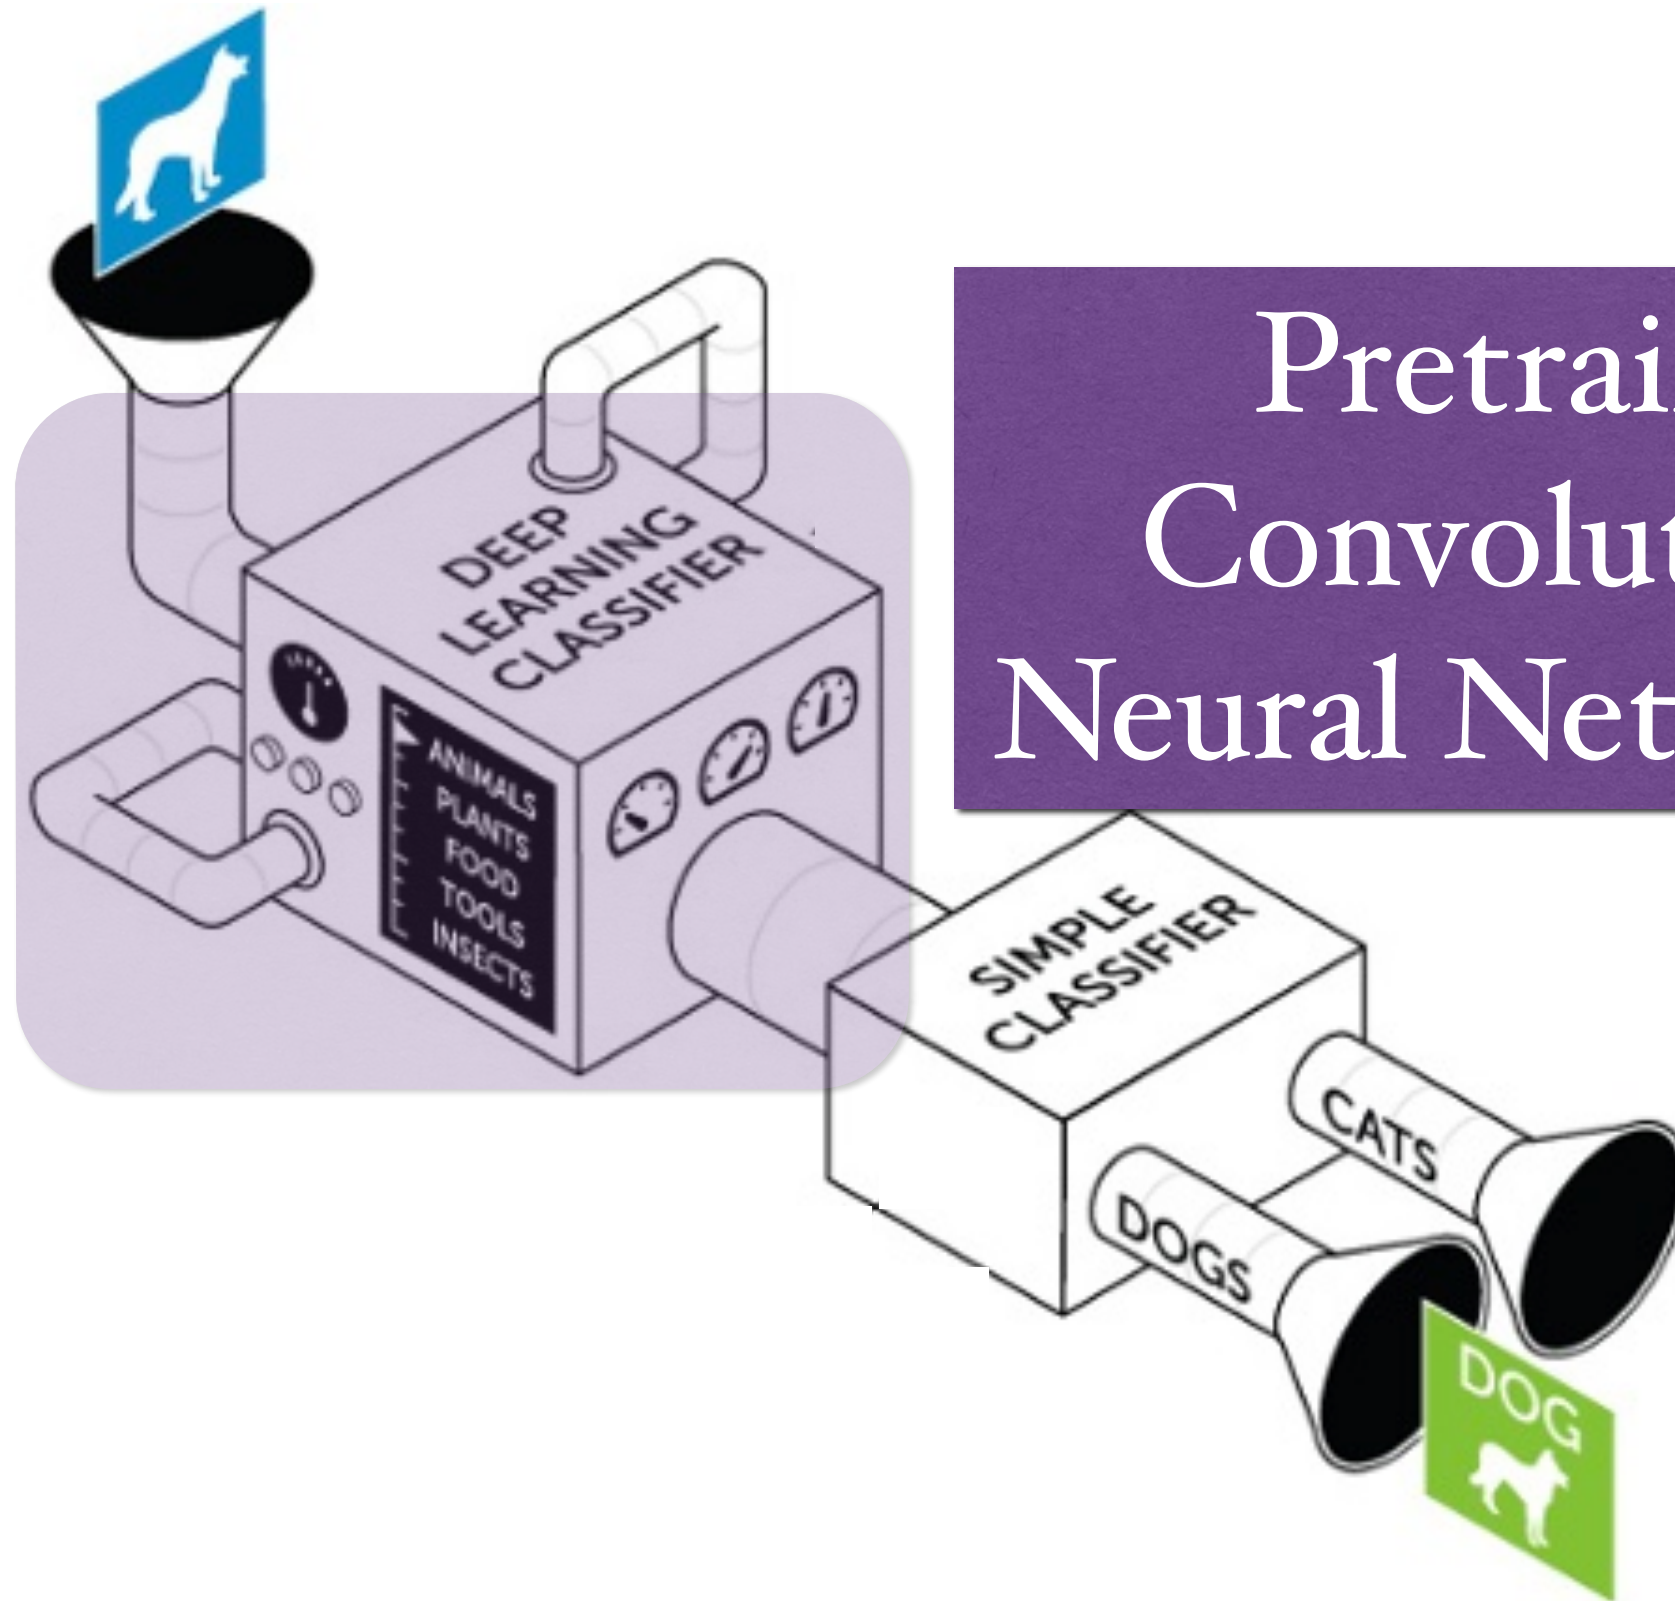 Pretrai
Convolut
Neural Net
DEEP
LEARNING
CLASSIFIER
ANIMALS
PLANTS
FOOD
TOOLS
INSECTS
SIMPLE
CLASSIFIER
CATS
DOGS
DOG